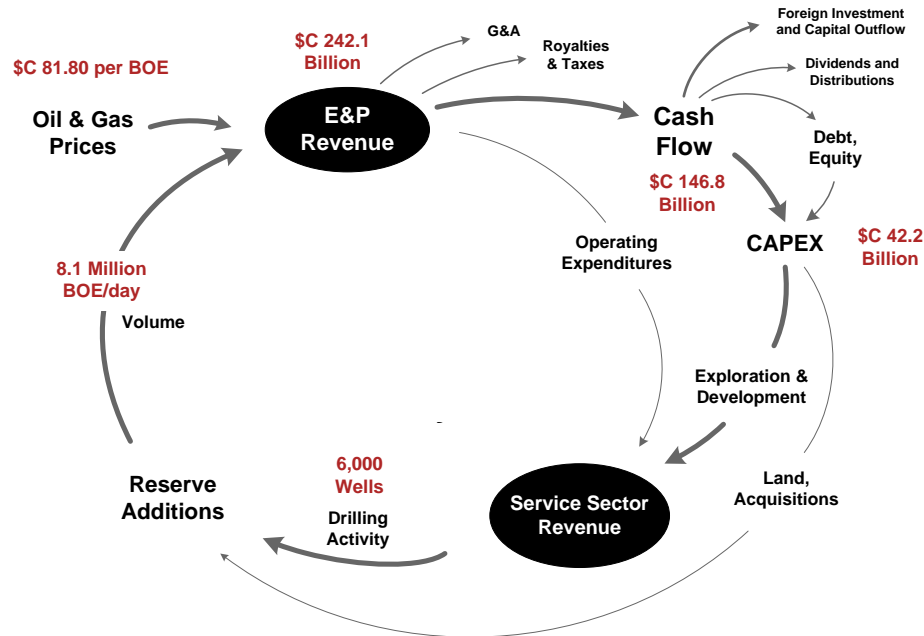 $C 81.80 per BOE
Oil & Gas
Prices
$C 242.1
Billion
E&P
Revenue
G&A
Royalties
& Taxes
Foreign Investment
and Capital Outflow
Dividends and
Distributions
Cash
Flow
Debt,
Equity
$C 146.8
Billion
CAPEX
$C 42.2
Billion
Operating
Expenditures
8.1 Million
BOE/day
Volume
Exploration &
Development
Land,
Acquisitions
Service Sector
Revenue
6,000
Wells
Drilling
Activity
Reserve
Additions